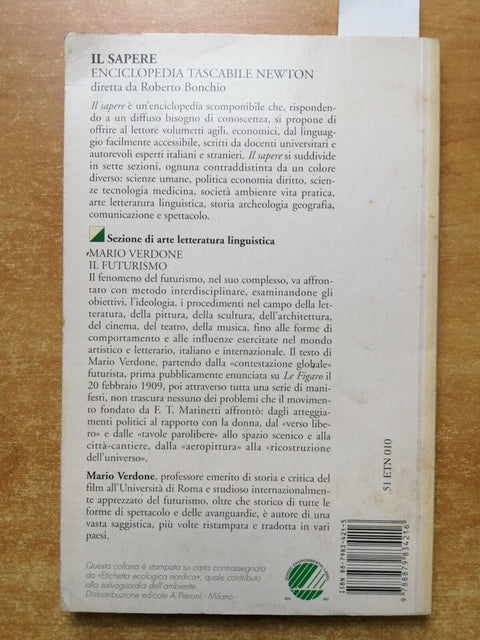 IL SAPERE
ENCICLOPEDIA TASCABILE NEWTON
diretta da Roberto Bonchio
Il sapere è un'enciclopedia scomponibile che, risponden-
do a un diffuso bisogno di conoscenza, si propone di
offrire al lettore volumetti agili, economici, dal linguag-
gio facilmente accessibile, scritti da docenti universitari e
autorevoli esperti italiani e stranieri. Il sapere si suddivide
in sette sezioni, ognuna contraddistinta da un colore
diverso: scienze umane, politica economia diritto, scien-
ze tecnologia medicina, società ambiente vita pratica,
arte letteratura linguistica, storia archeologia geografia,
comunicazione e spettacolo.
Sezione di arte letteratura linguistica
MARIO VERDONE
IL FUTURISMO
Il fenomeno del futurismo, nel suo complesso, va affron-
tato con metodo interdisciplinare, esaminandone gli
obiettivi, l'ideologia, i procedimenti nel campo della let-
teratura, della pittura, della scultura, dell'architettura,
del cinema, del teatro, della musica, fino alle forme di
comportamento e alle influenze esercitate nel mondo
artistico e letterario, italiano e internazionale. Il testo di
Mario Verdone, partendo dalla «contestazione globale»
futurista, prima pubblicamente enunciata su Le Figaro il
20 febbraio 1909, poi attraverso tutta una serie di mani-
festi, non trascura nessuno dei problemi che il movimen-
to fondato da F. T. Marinetti affrontò: dagli atteggia-
menti politici al rapporto con la donna, dal «verso libe-
ro» e dalle «tavole parolibere» allo spazio scenico e alla
città-cantiere, dalla «aeropittura» alla «ricostruzione
dell'universo».
Mario Verdone, professore emerito di storia e critica del
film all'Università di Roma e studioso internazionalmen-
te apprezzato del futurismo, oltre che storico di tutte le
forme di spettacolo e delle avanguardie, è autore di una
vasta saggistica, più volte ristampata e tradotta in vari
paesi.
Questa collana è stampata su carta contrassegnata
da «Etichetta ecologica nordica», quale contributo
alla salvaguardia dell'ambiente.
Distristribuzione edicole A. Pieroni - Milano
51 ETN 010
ISBN 88-7983-421-5
9 788879 834216